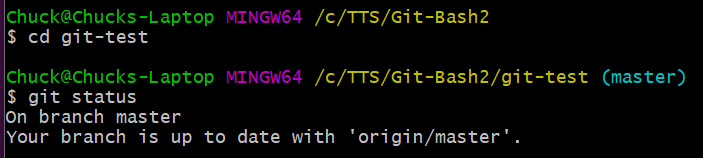 Chuck@Chucks-Laptop MINGW64 /c/TTS/Git-Bash2
$ cd git-test
Chuck@Chucks-Laptop MINGW64 /c/TTS/Git-Bash2/git-test (master)
$ git status
On branch master
Your branch is up to date with 'origin/master'.